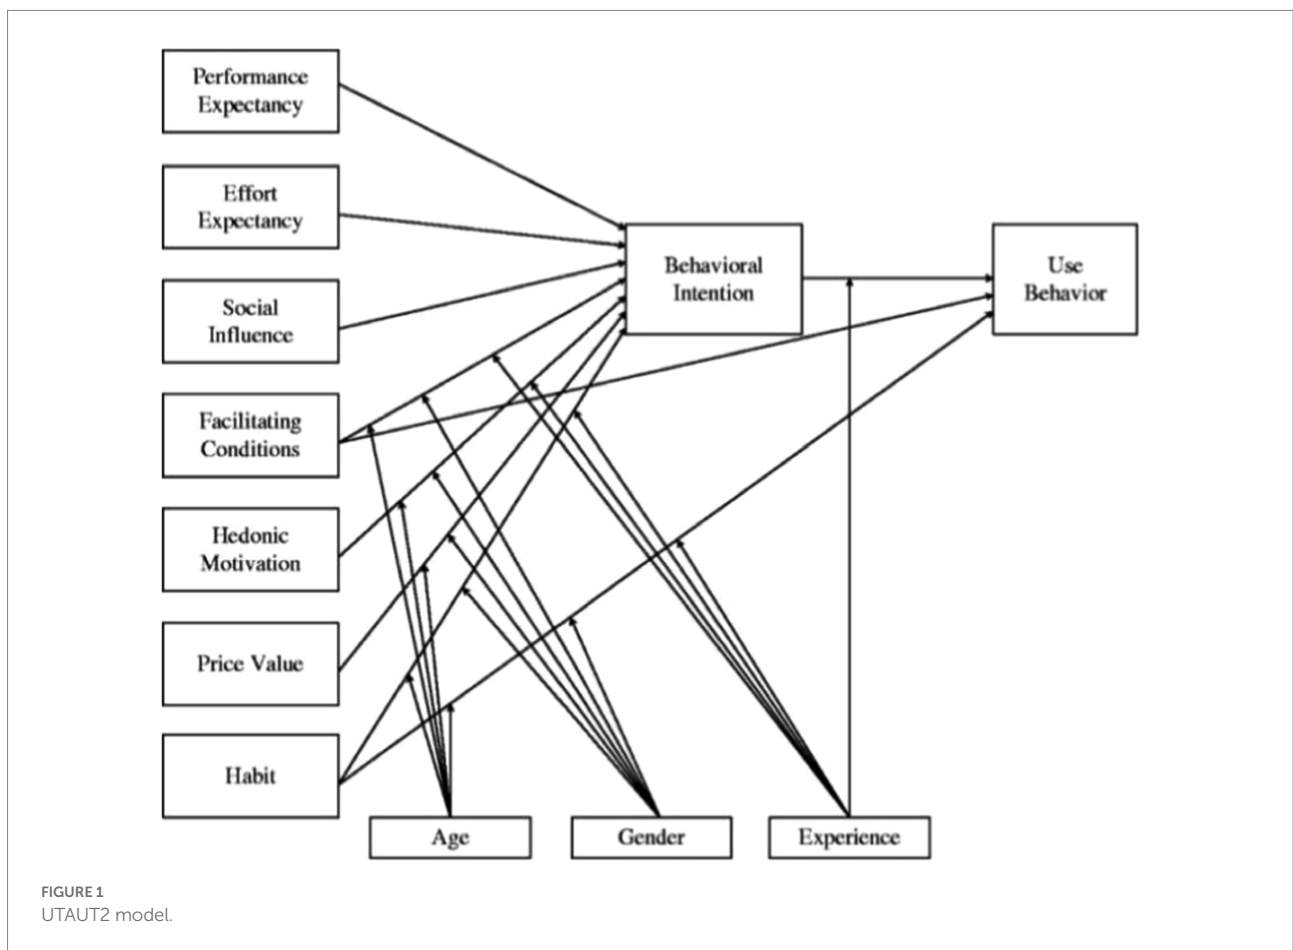 Performance
Expectancy
Effort
Expectancy
Social
Influence
Facilitating
Conditions
Hedonic
Motivation
Price Value
Habit
Behavioral
Intention
Use
Behavior
Age
Gender
Experience
FIGURE 1
UTAUT2 model.